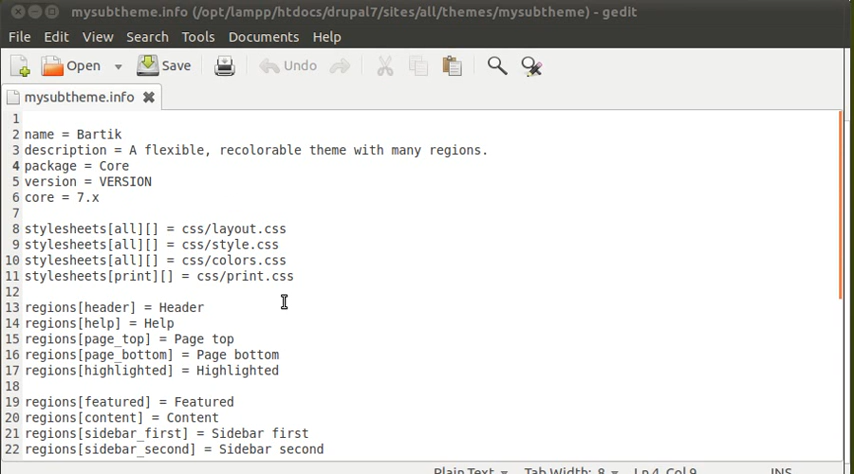 mysubtheme.info (/opt/lampp/htdocs/drupal7/sites/all/themes/mysubtheme) - gedit
File Edit View Search Tools Documents Help
Open Save Undo
mysubtheme.info
1
2 name = Bartik
3 description = A flexible, recolorable theme with many regions.
4 package = Core
5 version = VERSION
6 core = 7.x
7
8 stylesheets[all][] = css/layout.css
9 stylesheets[all][] = css/style.css
10 stylesheets[all][] = css/colors.css
11 stylesheets[print][] = css/print.css
12
13 regions[header] = Header
14 regions[help] = Help
15 regions[page_top] = Page top
16 regions[page_bottom] = Page bottom
17 regions[highlighted] = Highlighted
18
19 regions[featured] = Featured
20 regions[content] = Content
21 regions[sidebar_first] = Sidebar first
22 regions[sidebar_second] = Sidebar second
Plain Text Tab Width: 8 Ln 4, Col 9 INS